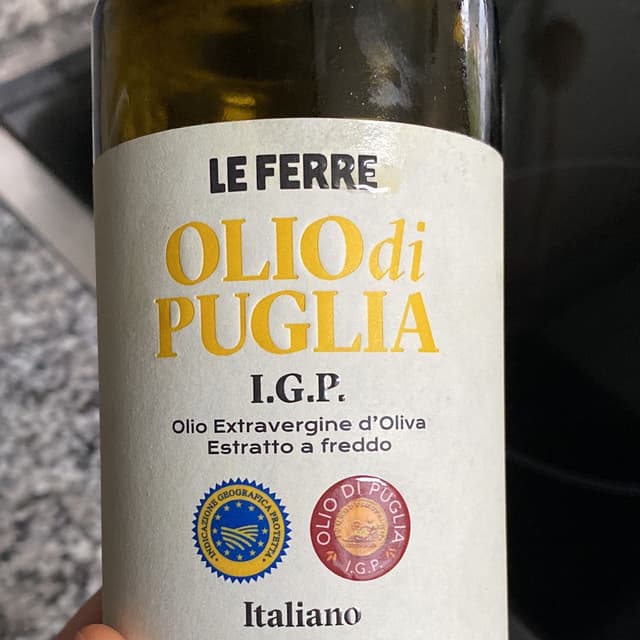 LE FERRE
OLIO di
PUGLIA
I.G.P.
Olio Extravergine d'Oliva
Estratto a freddo
INDICAZIONE GEOGRAFICA PROTETTA
OLIO DI PUGLIA
I.G.P.
Italiano